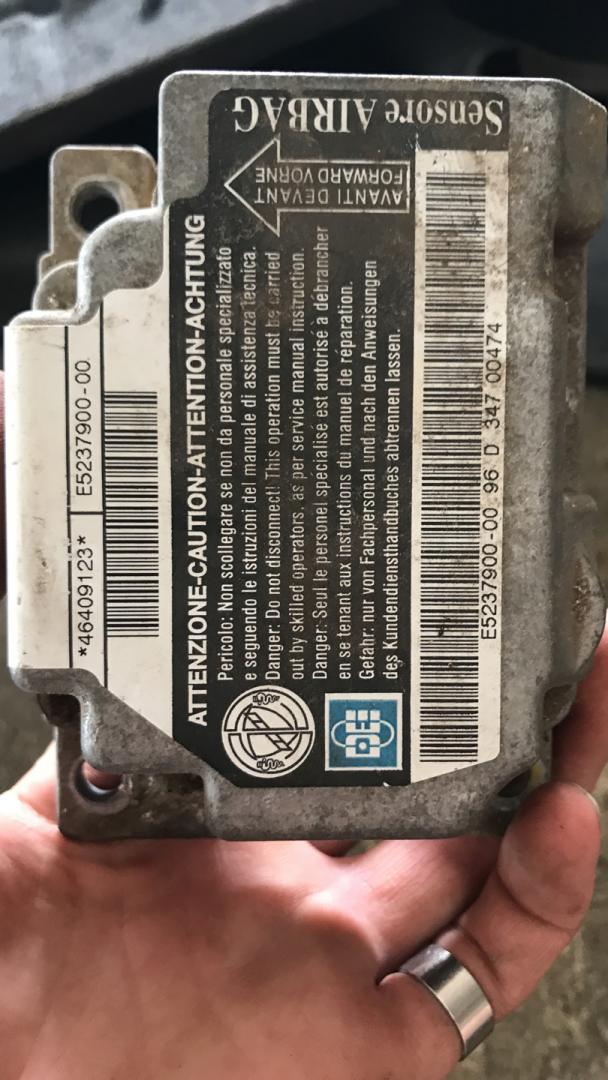 Sensore AIRBAG
AVANTI DEVANT
FORWARD VORNE
*46409123*
E5237900-00
ATTENZIONE-CAUTION-ATTENTION-ACHTUNG
Pericolo: Non scollegare se non da personale specializzato
e seguendo le istruzioni del manuale di assistenza tecnica.
Danger: Do not disconnect! This operation must be carried
out by skilled operators, as per service manual Instruction.
Danger: Seul le personel spécialisé est autorisé à débrancher
en se tenant aux instructions du manuel de réparation.
Gefahr: nur von Fachpersonal und nach den Anweisungen
des Kundendiensthandbuches abtrennen lassen.
E5237900-00 96 D 347 00474